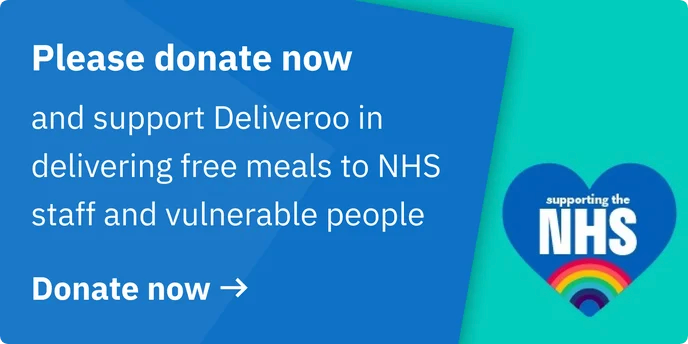 Please donate now
and support Deliveroo in
delivering free meals to NHS
staff and vulnerable people
Donate now →
supporting the
NHS